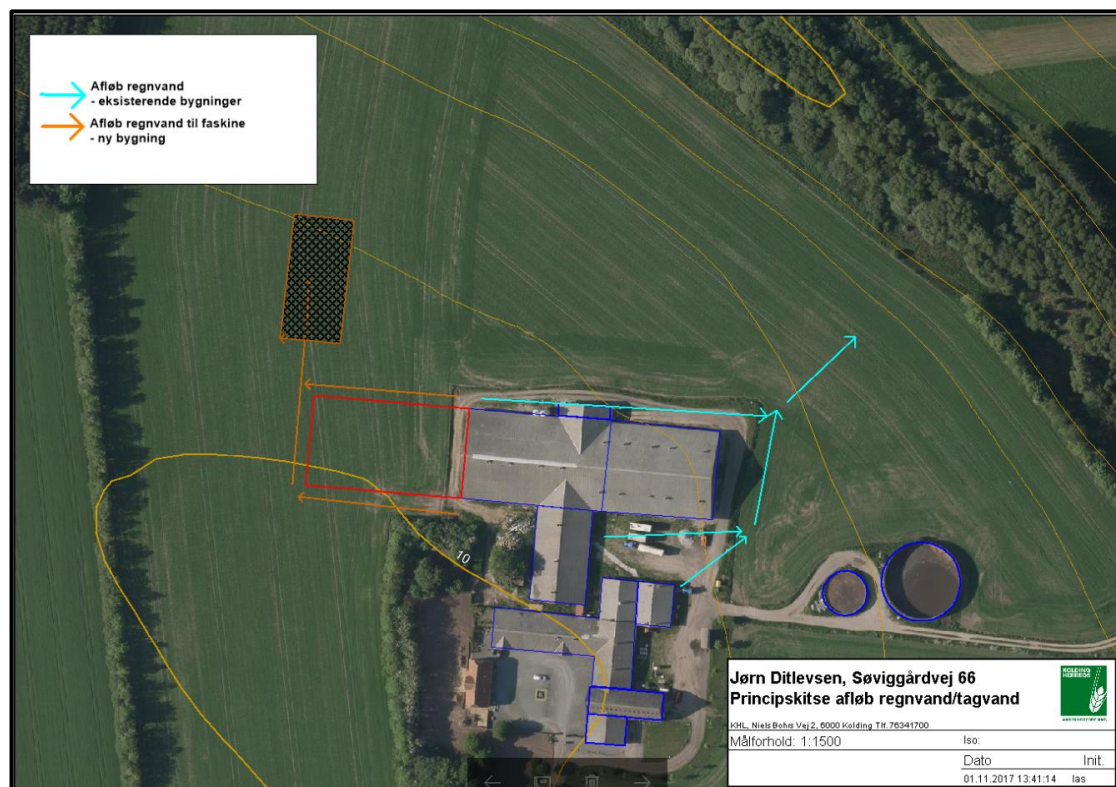 Afløb regnvand
- eksisterende bygninger
Afløb regnvand til faskine
- ny bygning
10
Jørn Ditlevsen, Søviggårdvej 66
Principskitse afløb regnvand/tagvand
KOLDING
HERREDS
KHL, Niels Bohrs Vej 2, 6000 Kolding Tlf. 76341700
Målforhold: 1:1500
Iso:
Dato
Init.
01.11.2017 13:41:14
las